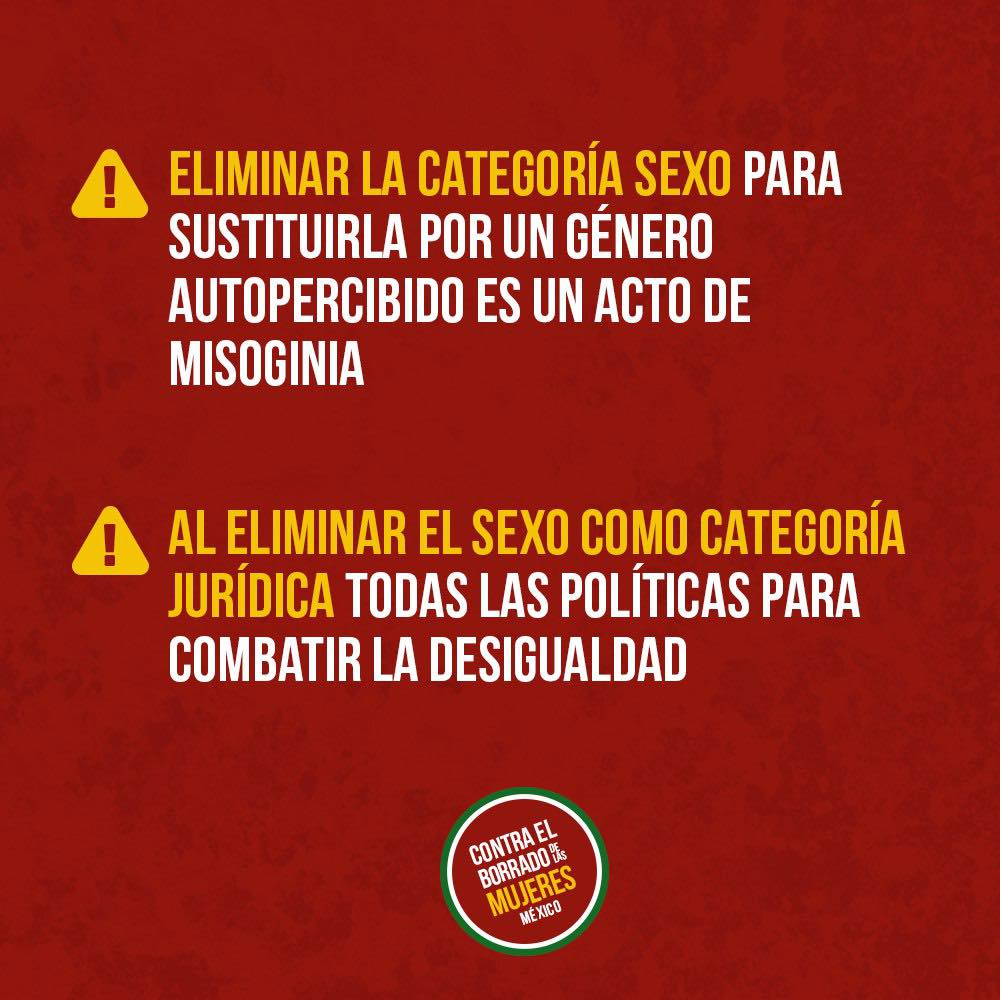 ELIMINAR LA CATEGORÍA SEXO PARA
SUSTITUIRLA POR UN GÉNERO
AUTOPERCIBIDO ES UN ACTO DE
MISOGINIA
AL ELIMINAR EL SEXO COMO CATEGORÍA
JURÍDICA TODAS LAS POLÍTICAS PARA
COMBATIR LA DESIGUALDAD
CONTRA EL
BORRADO DE LAS
MUJERES
MÉXICO